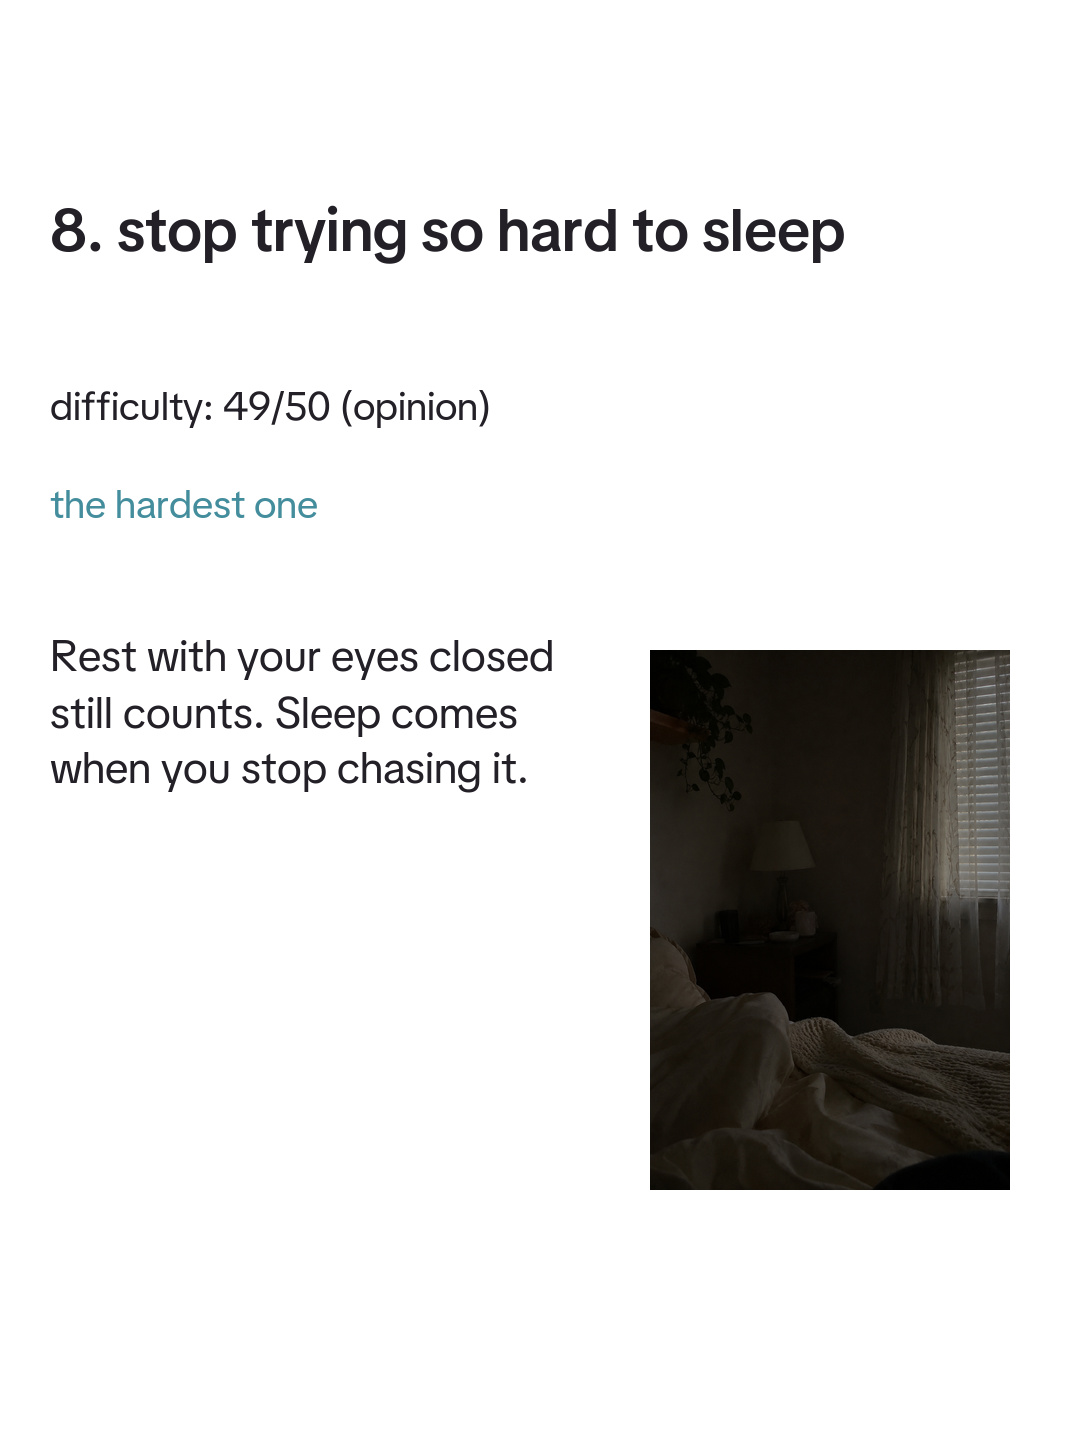 8. stop trying so hard to sleep
difficulty: 49/50 (opinion)
the hardest one
Rest with your eyes closed
still counts. Sleep comes
when you stop chasing it.